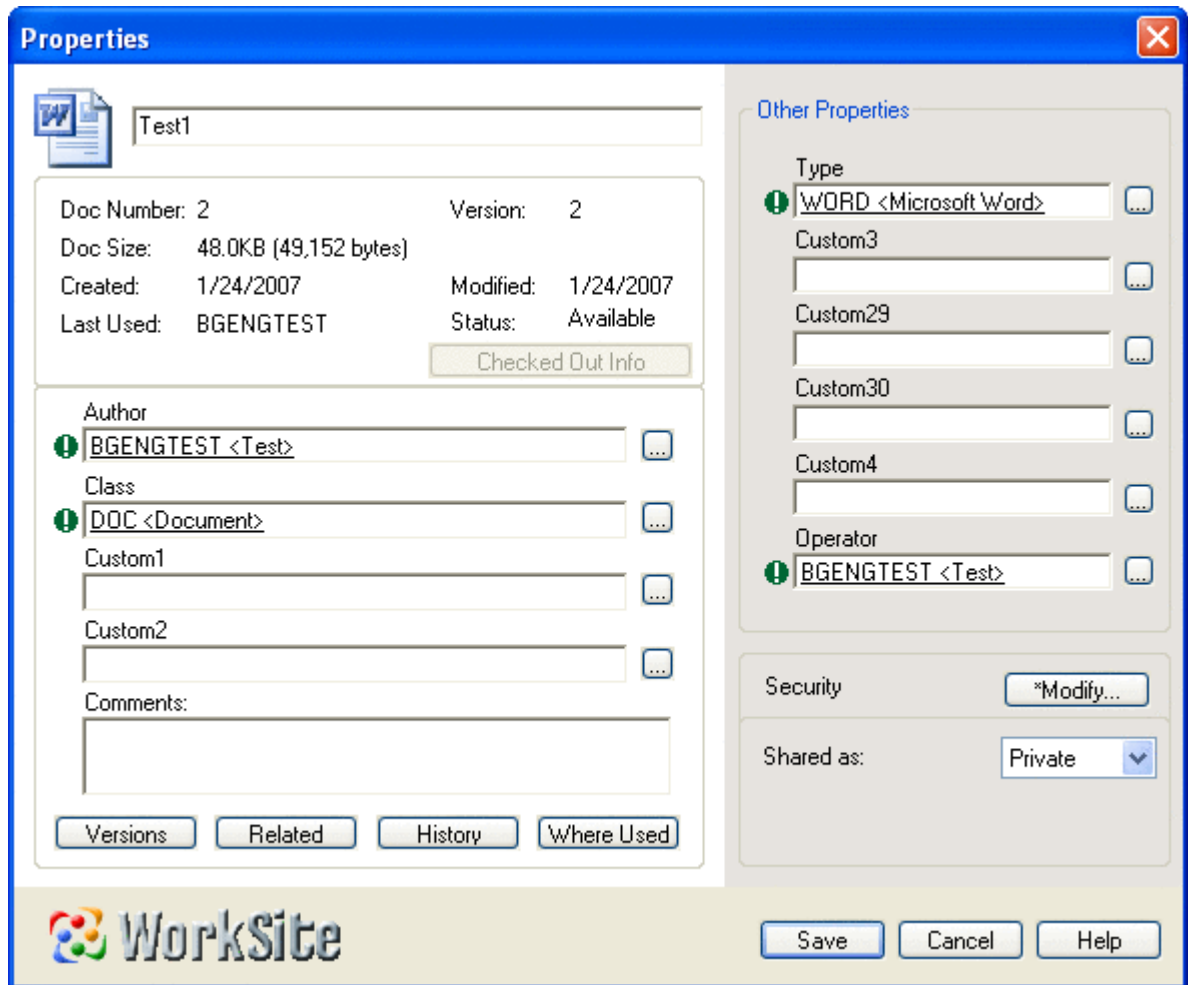 Properties
W
Test1
Doc Number: 2 Version: 2
Doc Size: 48.0KB (49,152 bytes)
Created: 1/24/2007 Modified: 1/24/2007
Last Used: BGENGTEST Status: Available
Checked Out Info
Author
BGENGTEST <Test>
...
Class
DOC <Document>
...
Custom1
...
Custom2
...
Comments:
Versions Related History Where Used
Other Properties
Type
WORD <Microsoft Word>
...
Custom3
...
Custom29
...
Custom30
...
Custom4
...
Operator
BGENGTEST <Test>
...
Security *Modify...
Shared as: Private
WorkSite
Save Cancel Help